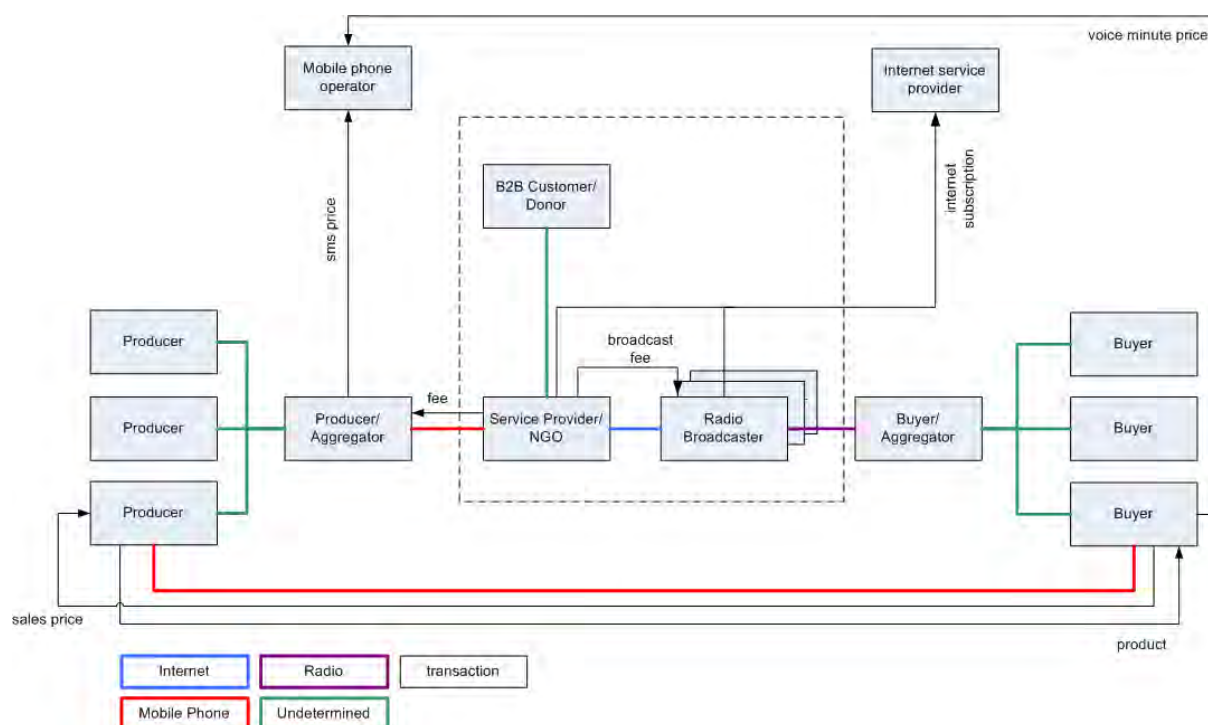 voice minute price
Mobile phone
operator
Internet service
provider
B2B Customer/
Donor
sms price
internet
subscription
Producer
broadcast
fee
Buyer
Producer
fee
Producer/
Aggregator
Service Provider/
NGO
Radio
Broadcaster
Buyer/
Aggregator
Buyer
Producer
Buyer
sales price
product
Internet
Radio
transaction
Mobile Phone
Undetermined